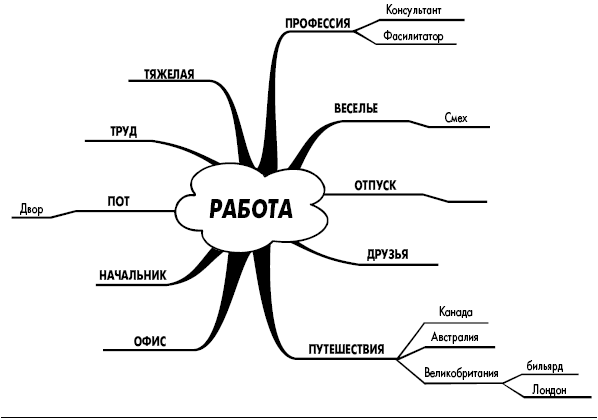 Консультант
ПРОФЕССИЯ
Фасилитатор
ТЯЖЕЛАЯ
ВЕСЕЛЬЕ
Смех
ТРУД
ОТПУСК
Двор
ПОТ
РАБОТА
ДРУЗЬЯ
НАЧАЛЬНИК
Канада
ОФИС
ПУТЕШЕСТВИЯ
Австралия
Великобритания
бильярд
Лондон